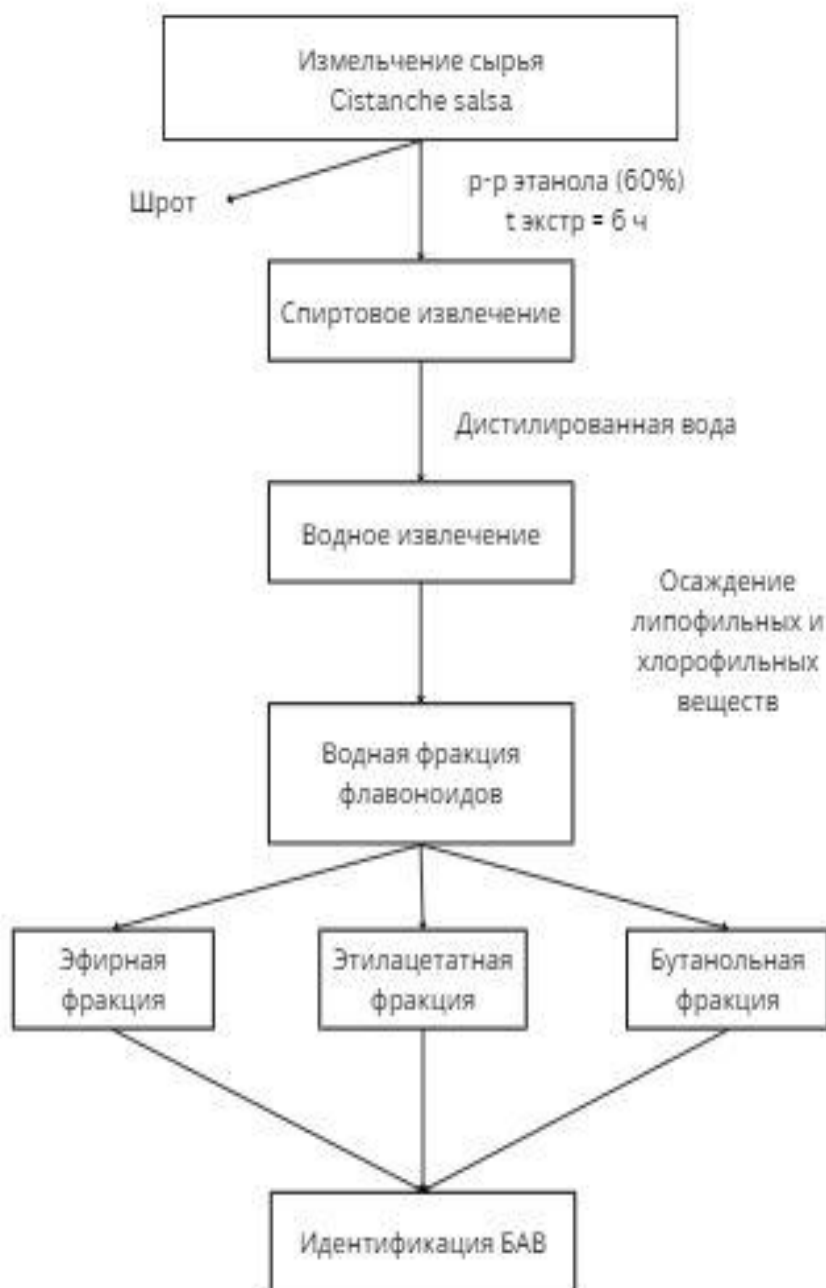 Измельчение сырья
Cistanche salsa
Шрот
р-р этанола (60%)
t экстр = 6 ч
Спиртовое извлечение
Дистилированная вода
Водное извлечение
Осаждение
липофильных и
хлорофильных
веществ
Водная фракция
флавоноидов
Эфирная
фракция
Этилацетатная
фракция
Бутанольная
фракция
Идентификация БАВ